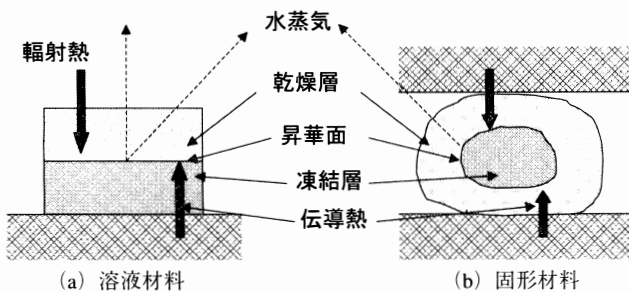 水蒸気
輻射熱
乾燥層
昇華面
凍結層
伝導熱
(a) 溶液材料
(b) 固形材料